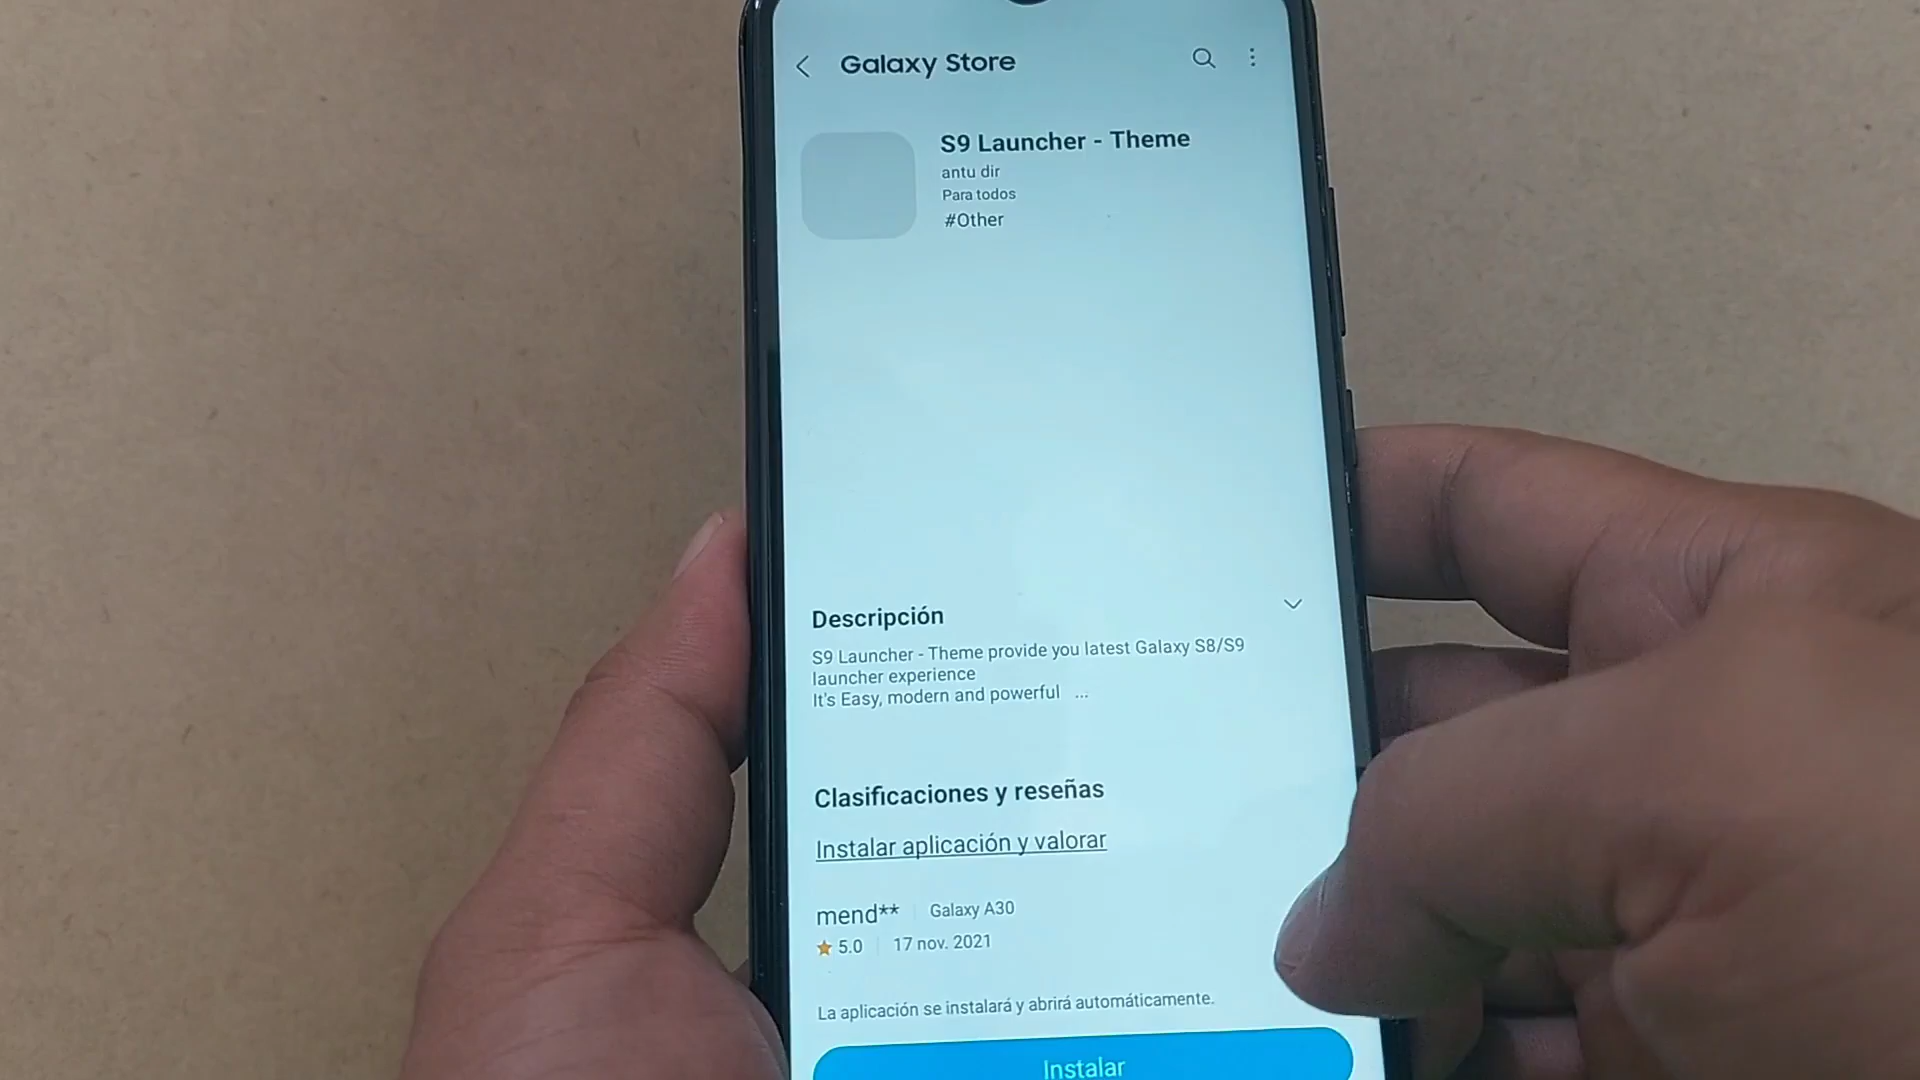 Galaxy Store
S9 Launcher - Theme
antu dir
Para todos
#Other
Descripción
S9 Launcher - Theme provide you latest Galaxy S8/S9
launcher experience
It's Easy, modern and powerful ...
Clasificaciones y reseñas
Instalar aplicación y valorar
mend** Galaxy A30
5.0 17 nov. 2021
La aplicación se instalará y abrirá automáticamente.
Instalar